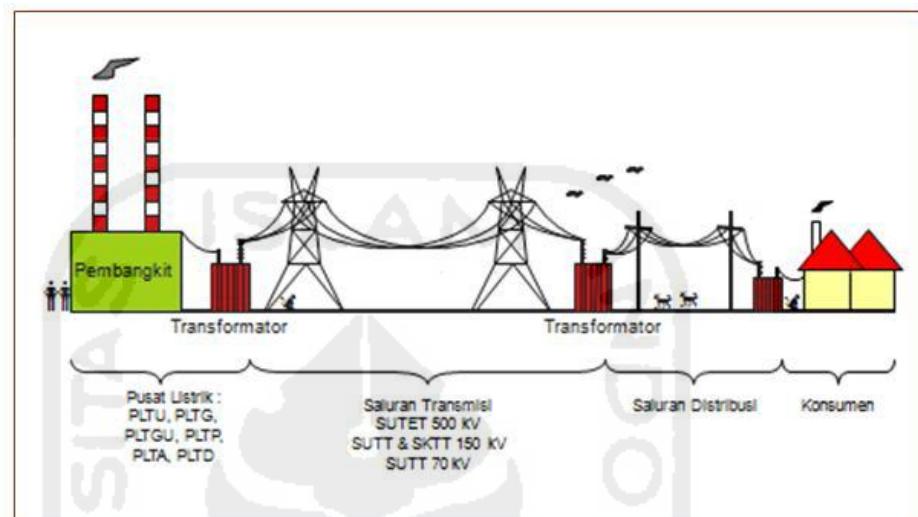 Pembangkit
Transformator
Transformator
Pusat Listrik :
PLTU, PLTG,
PLTGU, PLTP,
PLTA, PLTD
Saluran Transmisi
SUTET 500 kV
SUTT & SKTT 150 kV
SUTT 70 kV
Saluran Distribusi
Konsumen